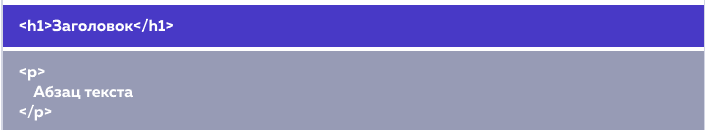 <h1>Заголовок</h1>
<p>
Абзац текста
</p>